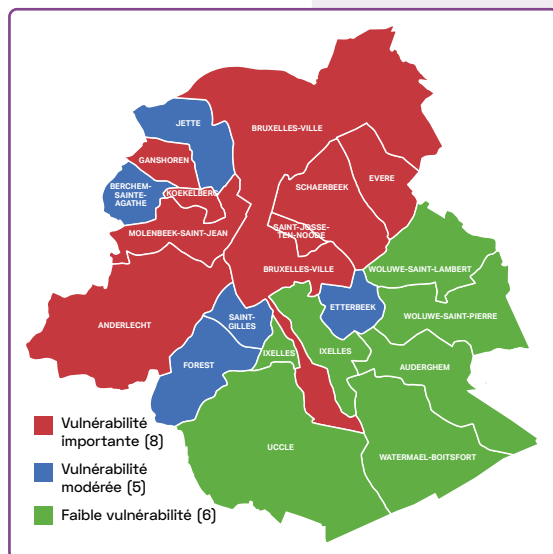 JETTE
BRUXELLES-VILLE
GANSHOREN
EVERE
SCHAERBEEK
BERCHEM-
SAINTE-
AGATHE
KOEKELBERG
MOLENBEEK-SAINT-JEAN
SAINT-JOSSE-
TEN-NOODE
BRUXELLES-VILLE
WOLUWE-SAINT-LAMBERT
ETTERBEEK
WOLUWE-SAINT-PIERRE
ANDERLECHT
SAINT-
GILLES
IXELLES
IXELLES
FOREST
AUDERGHEM
UCCLE
WATERMAEL-BOITSFORT
Vulnérabilité
importante (8)
Vulnérabilité
modérée (5)
Faible vulnérabilité (6)